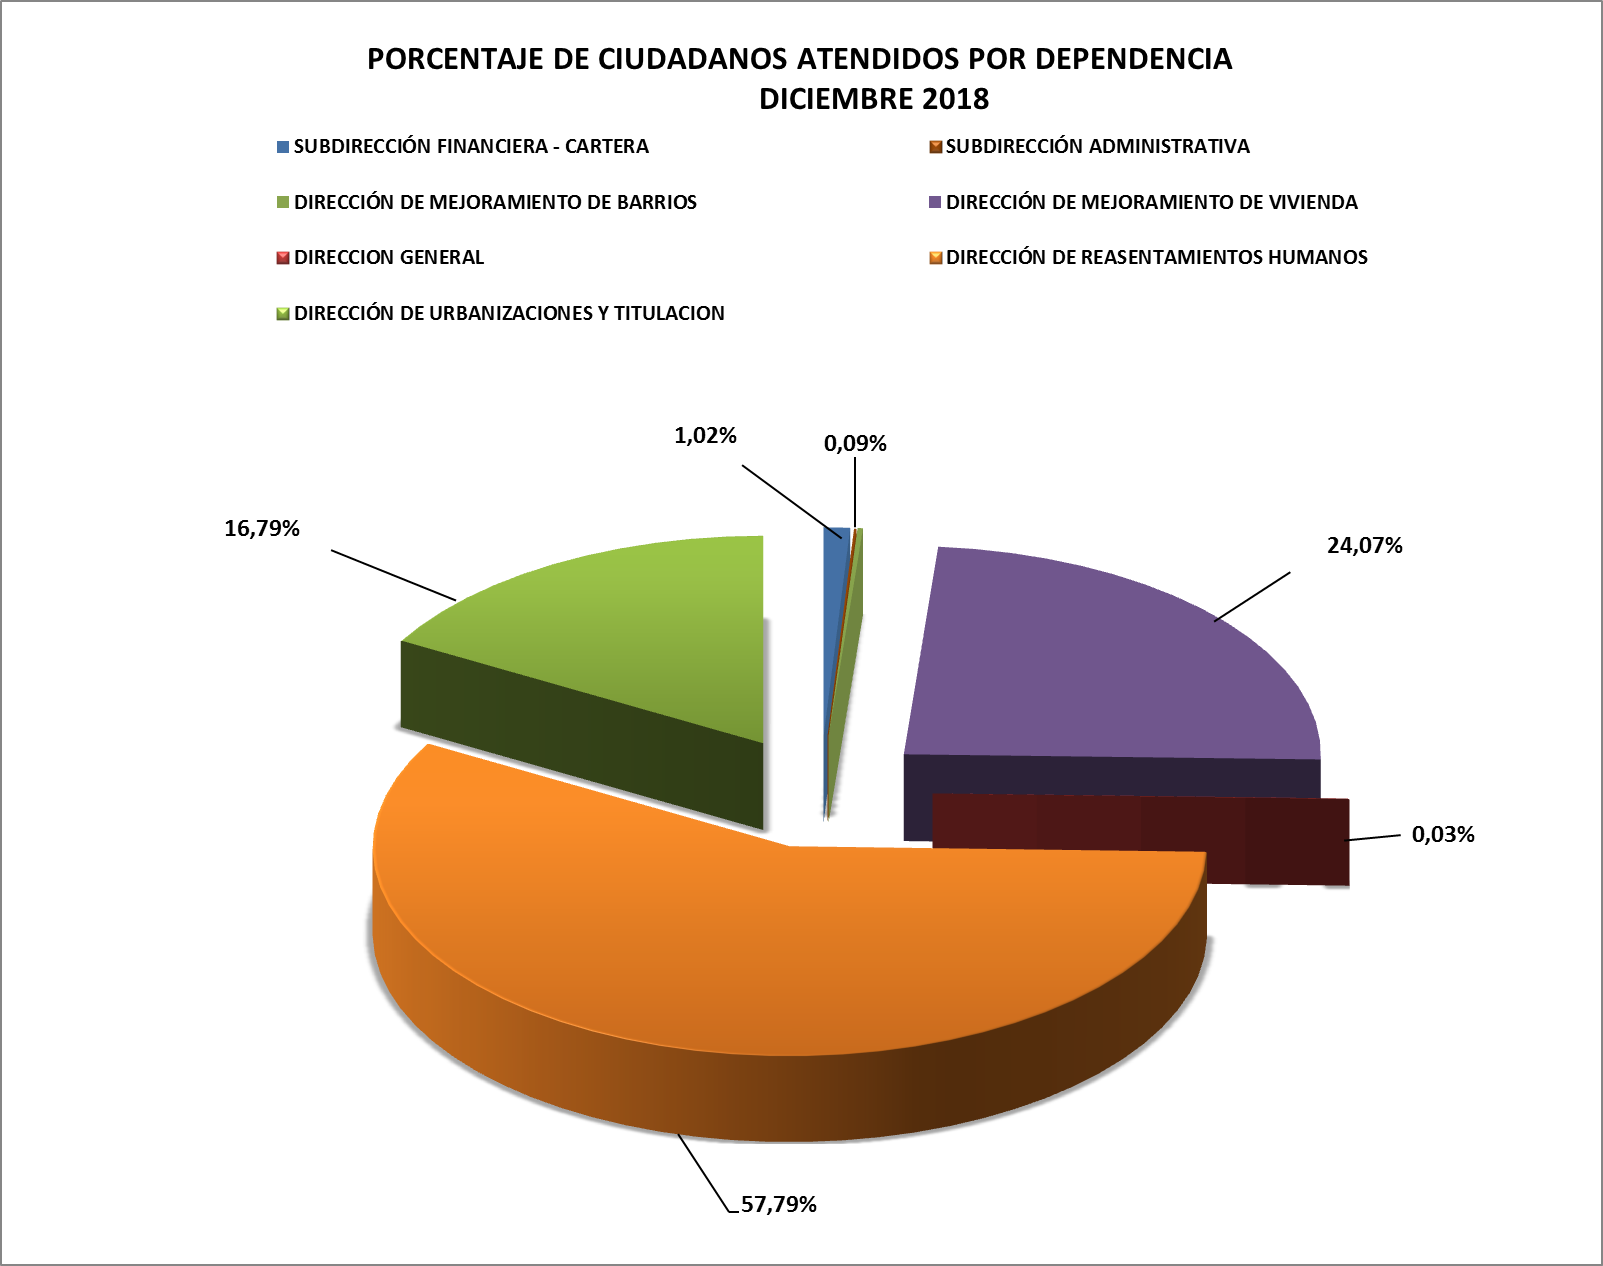 PORCENTAJE DE CIUDADANOS ATENDIDOS POR DEPENDENCIA
DICIEMBRE 2018
SUBDIRECCIÓN FINANCIERA - CARTERA
SUBDIRECCIÓN ADMINISTRATIVA
DIRECCIÓN DE MEJORAMIENTO DE BARRIOS
DIRECCIÓN DE MEJORAMIENTO DE VIVIENDA
DIRECCION GENERAL
DIRECCIÓN DE REASENTAMIENTOS HUMANOS
DIRECCIÓN DE URBANIZACIONES Y TITULACION
1,02%
0,09%
16,79%
24,07%
0,03%
57,79%